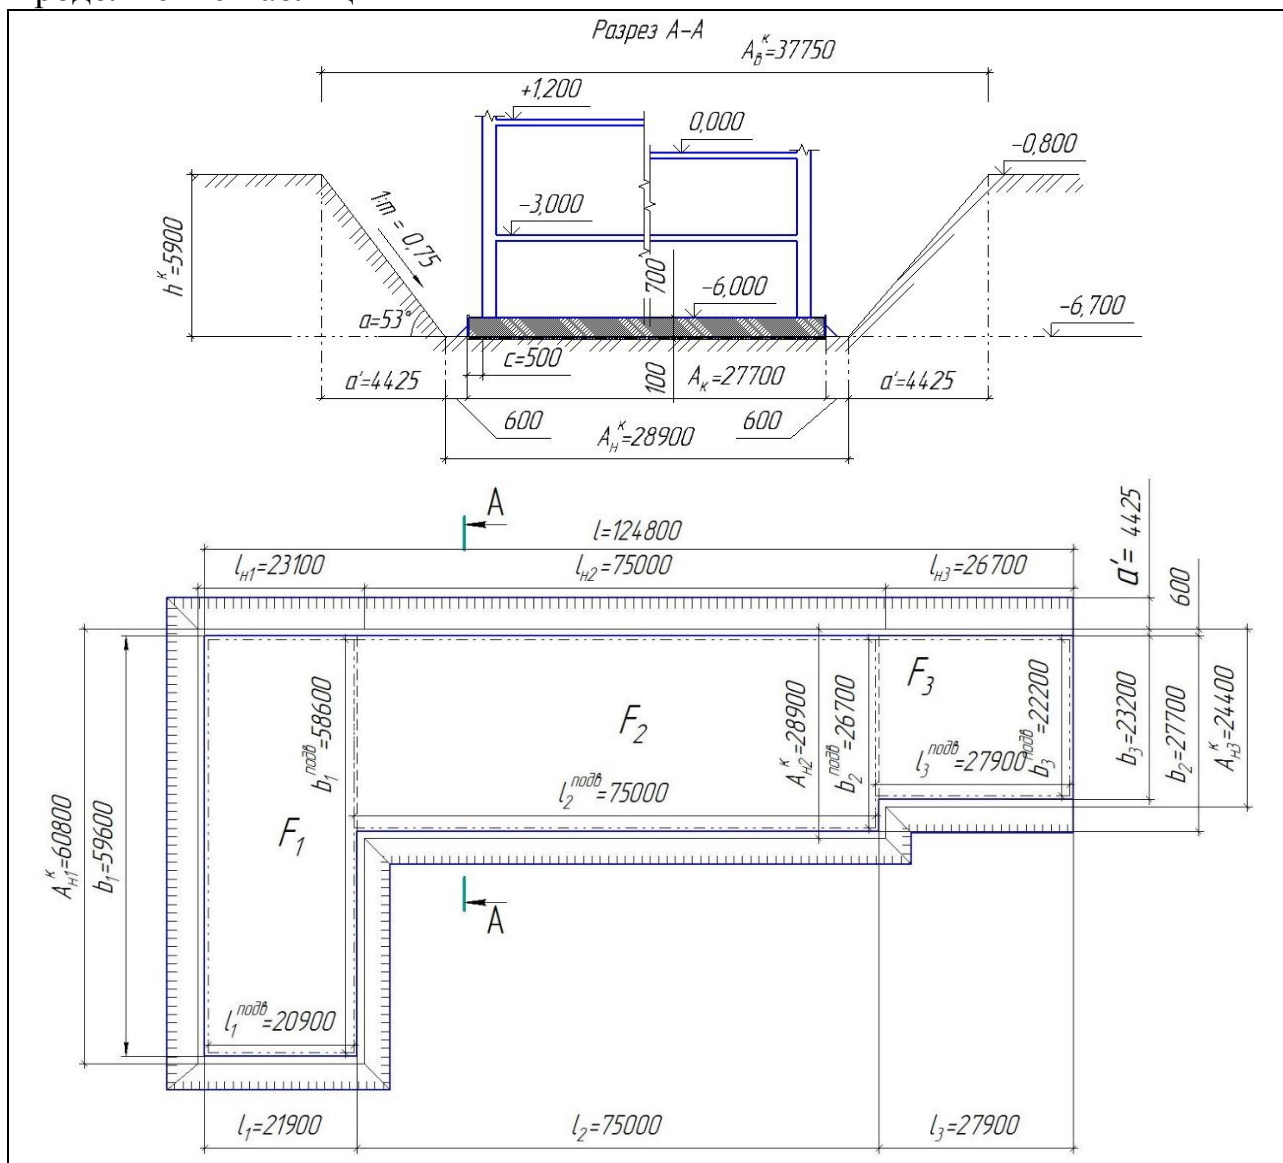 Разрез А-А
A_в^к=37750
+1,200
0,000
-0,800
-3,000
1:m = 0,75
h^к=5900
700
-6,000
a=53°
-6,700
c=500
100
a'=4425
A_к=27700
a'=4425
600
600
A_н^к=28900
А
l=124800
l_н1=23100
l_н2=75000
l_н3=26700
a'= 4425
600
F_3
F_2
F_1
b_1^подв=58600
A_н2^к=28900
b_2^подв=26700
l_3^подв=27900
b_3^подв=22200
b_3=23200
b_2=27700
A_н3^к=24400
l_2^подв=75000
A_н1^к=60800
b_1=59600
А
l_1^подв=20900
l_1=21900
l_2=75000
l_3=27900